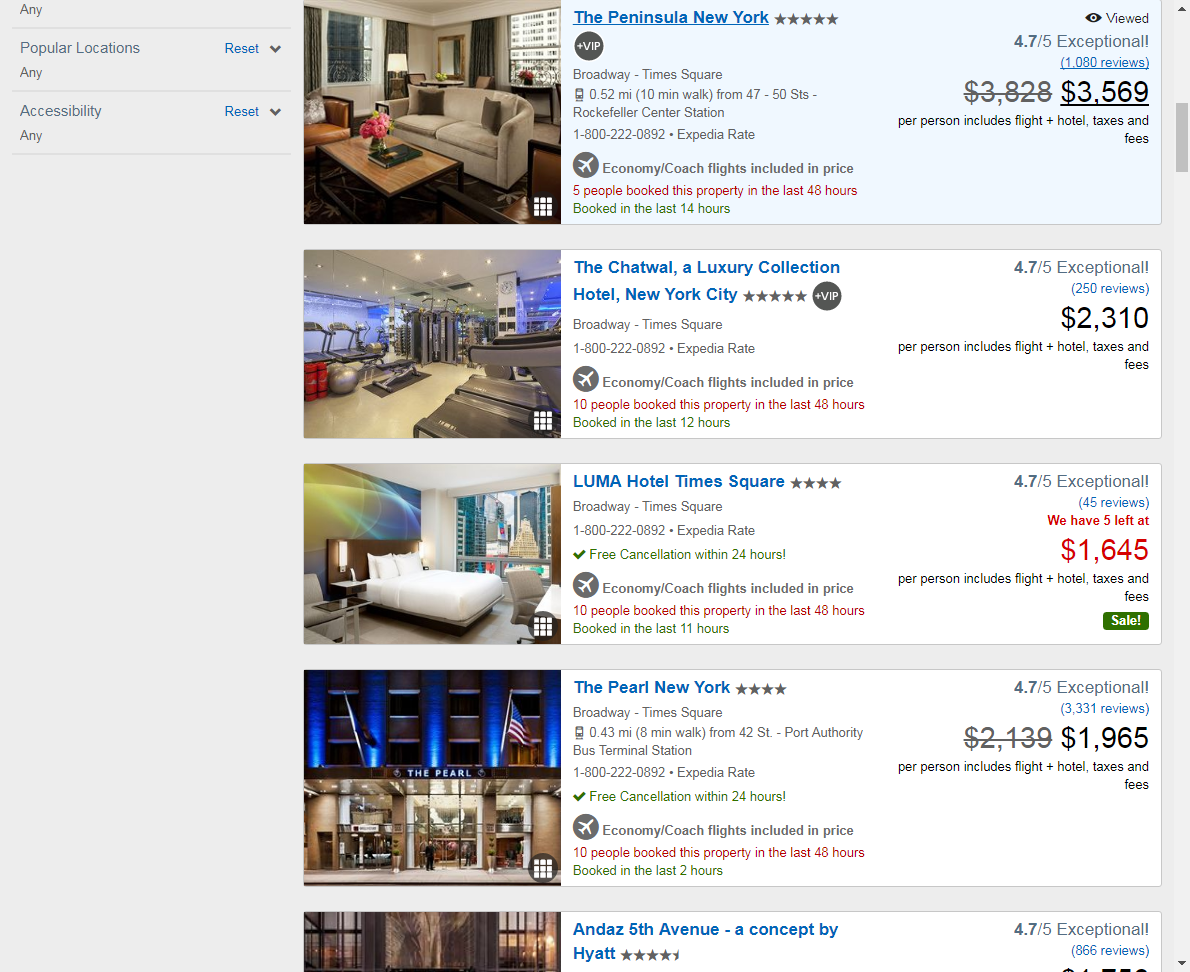 Any
Popular Locations Reset
Any
Accessibility Reset
Any
The Peninsula New York
Viewed
+VIP
4.7/5 Exceptional!
(1,080 reviews)
Broadway - Times Square
0.52 mi (10 min walk) from 47 - 50 Sts -
Rockefeller Center Station
$3,828 $3,569
1-800-222-0892 • Expedia Rate
per person includes flight + hotel, taxes and
fees
Economy/Coach flights included in price
5 people booked this property in the last 48 hours
Booked in the last 14 hours
The Chatwal, a Luxury Collection
Hotel, New York City +VIP
4.7/5 Exceptional!
(250 reviews)
$2,310
Broadway - Times Square
1-800-222-0892 • Expedia Rate
per person includes flight + hotel, taxes and
fees
Economy/Coach flights included in price
10 people booked this property in the last 48 hours
Booked in the last 12 hours
LUMA Hotel Times Square
4.7/5 Exceptional!
(45 reviews)
Broadway - Times Square
We have 5 left at
1-800-222-0892 • Expedia Rate
$1,645
Free Cancellation within 24 hours!
per person includes flight + hotel, taxes and
fees
Economy/Coach flights included in price
10 people booked this property in the last 48 hours
Sale!
Booked in the last 11 hours
THE PEARL
The Pearl New York
4.7/5 Exceptional!
(3,331 reviews)
Broadway - Times Square
0.43 mi (8 min walk) from 42 St. - Port Authority
Bus Terminal Station
$2,139 $1,965
1-800-222-0892 • Expedia Rate
per person includes flight + hotel, taxes and
fees
Free Cancellation within 24 hours!
Economy/Coach flights included in price
10 people booked this property in the last 48 hours
Booked in the last 2 hours
Andaz 5th Avenue - a concept by
Hyatt
4.7/5 Exceptional!
(866 reviews)